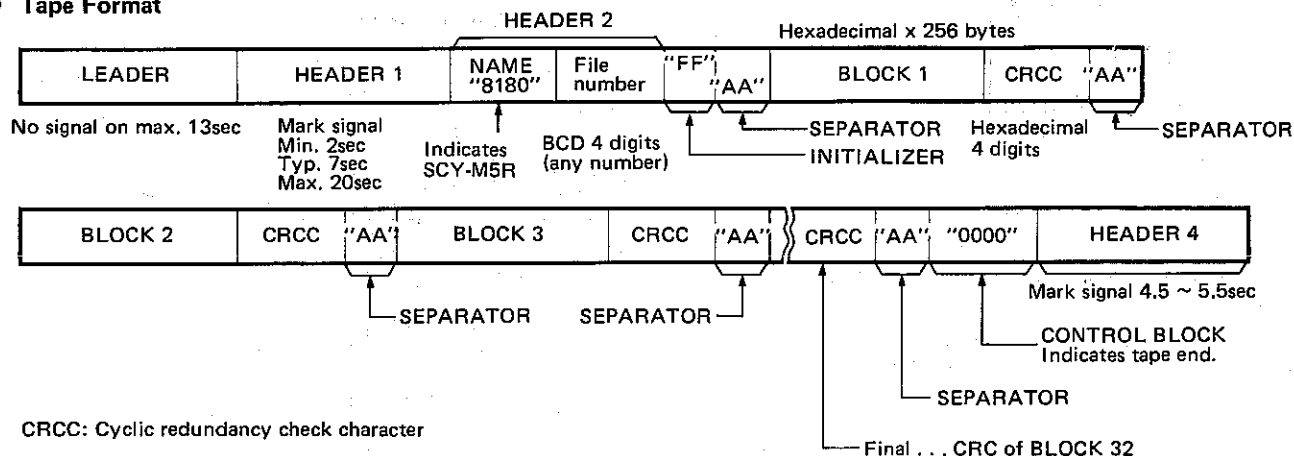 Tape Format
HEADER 2
Hexadecimal x 256 bytes
LEADER HEADER 1 NAME "8180" File number "FF" "AA" BLOCK 1 CRCC "AA"
No signal on max. 13sec
Mark signal
Min. 2sec
Typ. 7sec
Max. 20sec
Indicates
SCY-M5R
BCD 4 digits
(any number)
SEPARATOR
INITIALIZER
Hexadecimal
4 digits
SEPARATOR
BLOCK 2 CRCC "AA" BLOCK 3 CRCC "AA" CRCC "AA" "0000" HEADER 4
SEPARATOR SEPARATOR
Mark signal 4.5 ~ 5.5sec
CONTROL BLOCK
Indicates tape end.
SEPARATOR
CRCC: Cyclic redundancy check character
Final . . . CRC of BLOCK 32